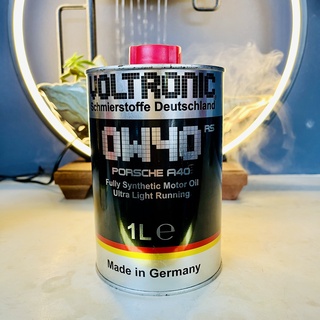 VOLTRONIC
Schmierstoffe Deutschland
0W40 RS
PORSCHE A40
Fully Synthetic Motor Oil
Ultra Light Running
1L e
Made in Germany